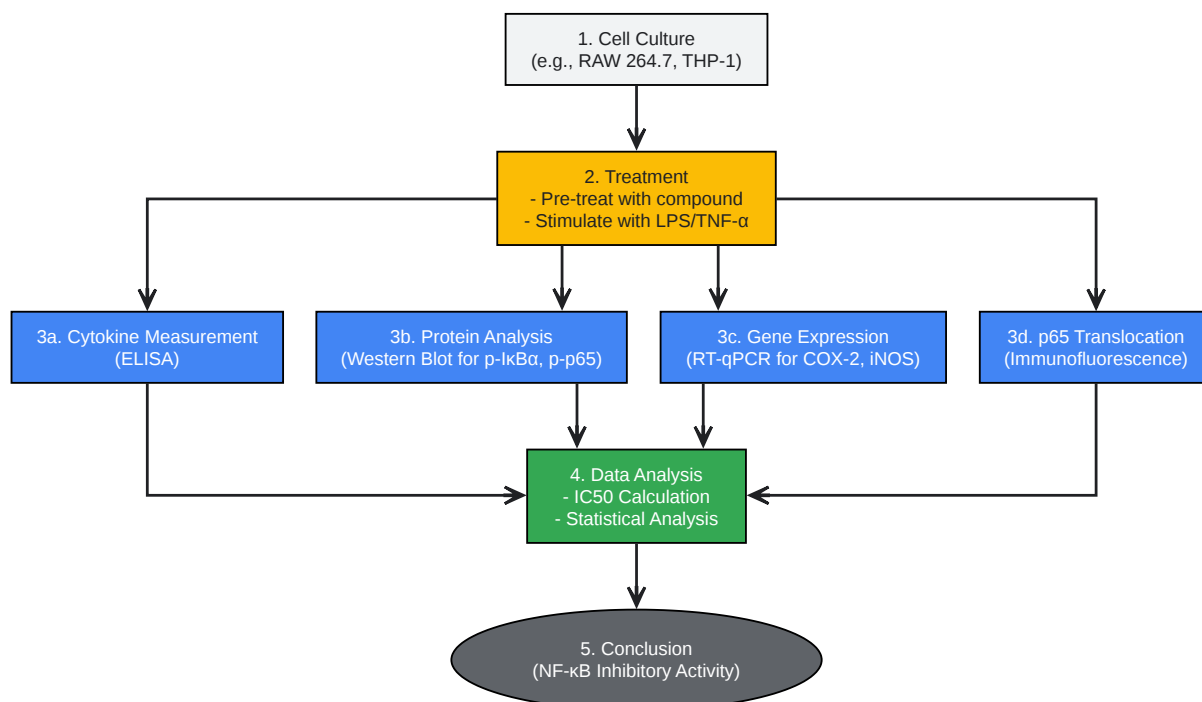 1. Cell Culture
(e.g., RAW 264.7, THP-1)
2. Treatment
- Pre-treat with compound
- Stimulate with LPS/TNF-α
3a. Cytokine Measurement
(ELISA)
3b. Protein Analysis
(Western Blot for p-IκBα, p-p65)
3c. Gene Expression
(RT-qPCR for COX-2, iNOS)
3d. p65 Translocation
(Immunofluorescence)
4. Data Analysis
- IC50 Calculation
- Statistical Analysis
5. Conclusion
(NF-κB Inhibitory Activity)